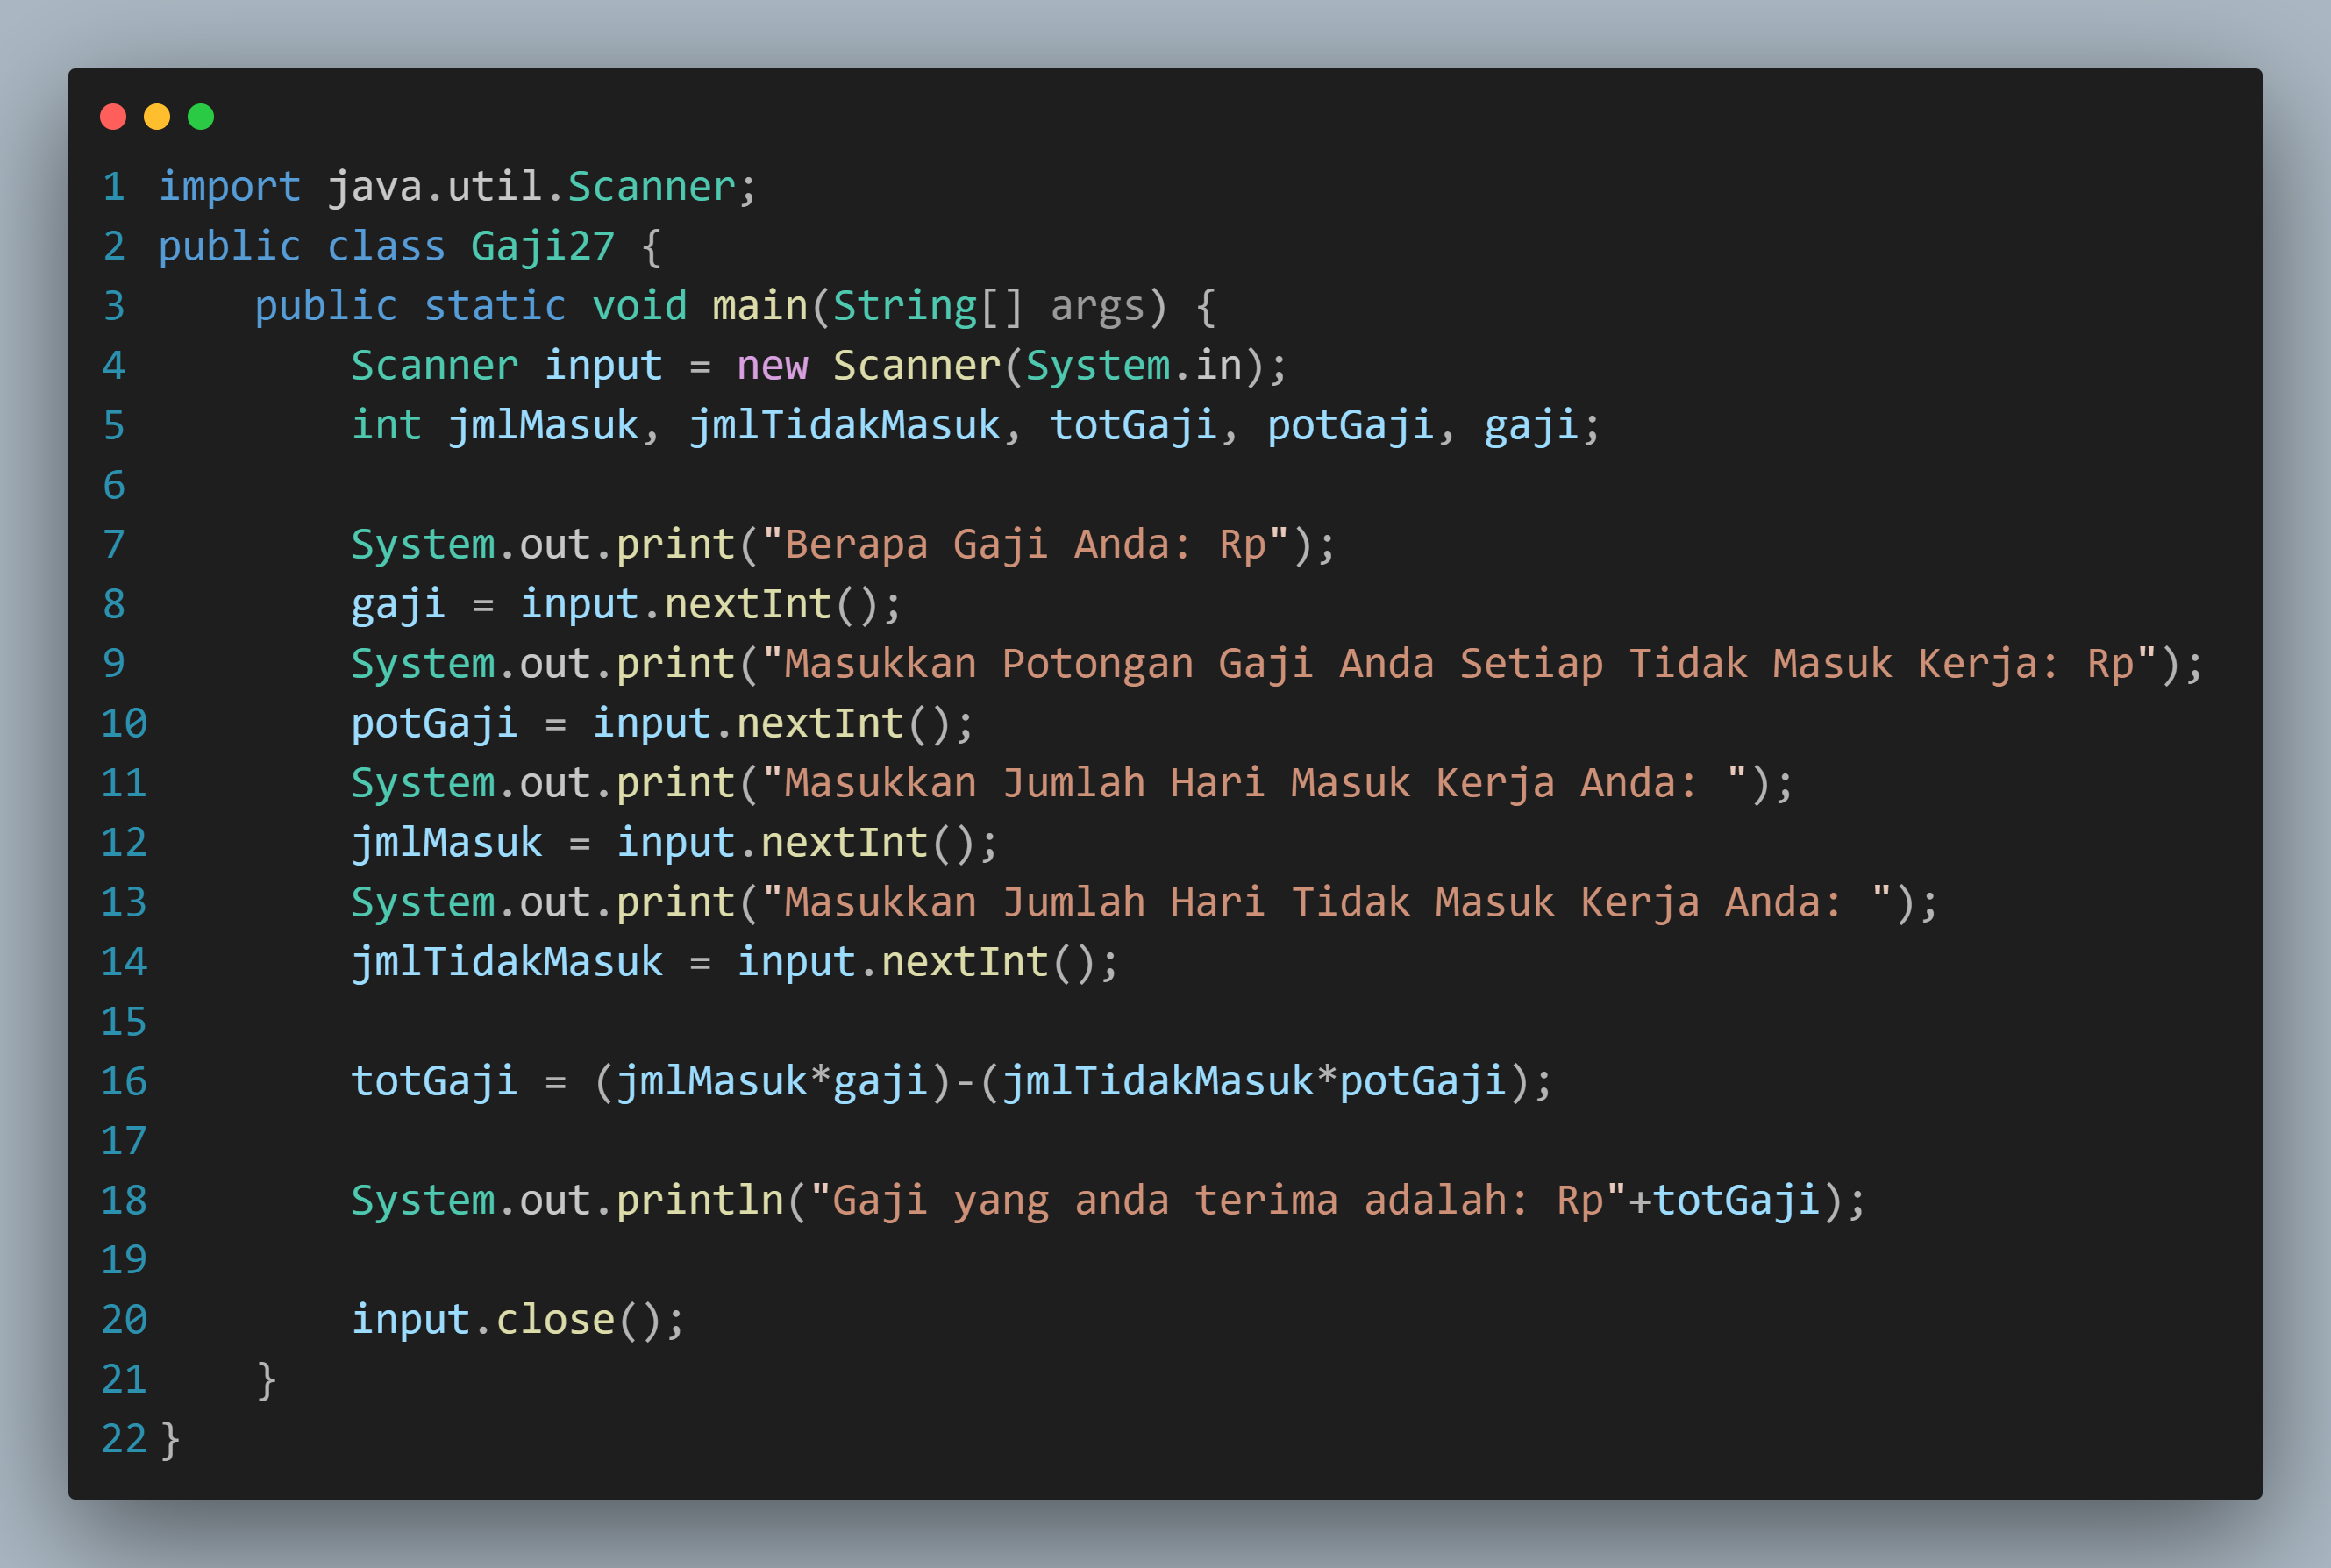 1 import java.util.Scanner;
2 public class Gaji27 {
3     public static void main(String[] args) {
4         Scanner input = new Scanner(System.in);
5         int jmlMasuk, jmlTidakMasuk, totGaji, potGaji, gaji;
6
7         System.out.print("Berapa Gaji Anda: Rp");
8         gaji = input.nextInt();
9         System.out.print("Masukkan Potongan Gaji Anda Setiap Tidak Masuk Kerja: Rp");
10         potGaji = input.nextInt();
11         System.out.print("Masukkan Jumlah Hari Masuk Kerja Anda: ");
12         jmlMasuk = input.nextInt();
13         System.out.print("Masukkan Jumlah Hari Tidak Masuk Kerja Anda: ");
14         jmlTidakMasuk = input.nextInt();
15
16         totGaji = (jmlMasuk*gaji)-(jmlTidakMasuk*potGaji);
17
18         System.out.println("Gaji yang anda terima adalah: Rp"+totGaji);
19
20         input.close();
21     }
22 }